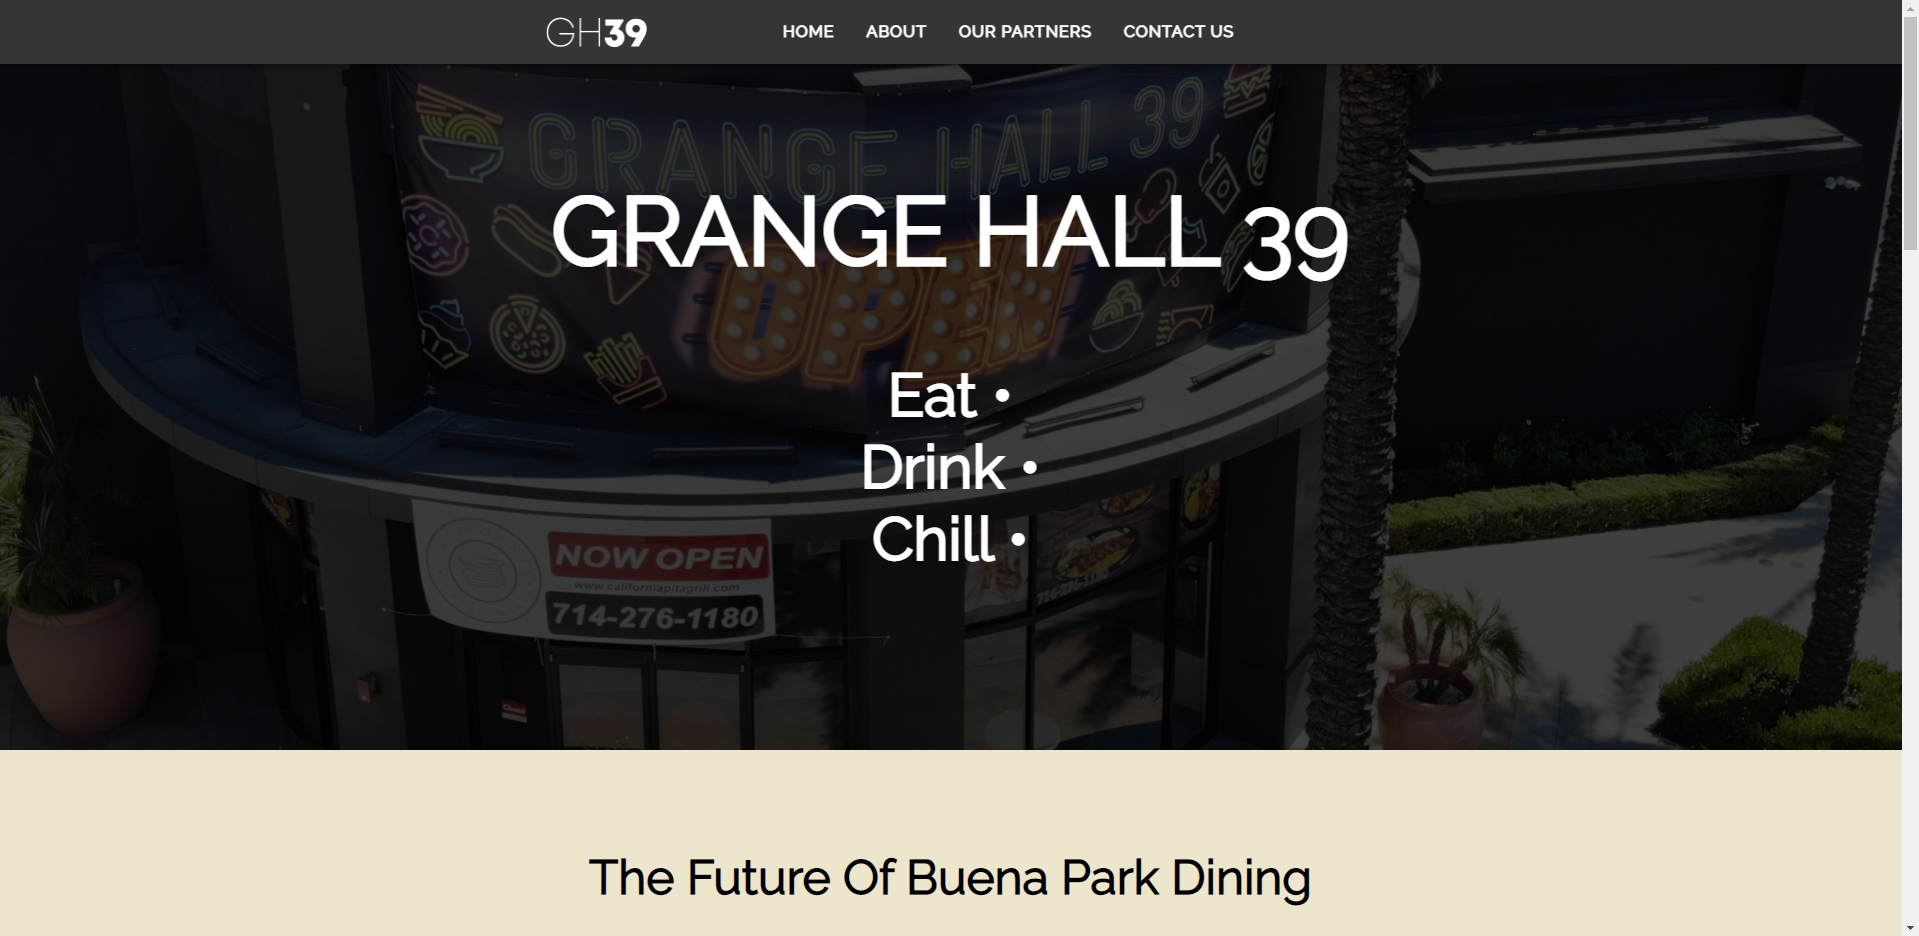 GH39
HOME
ABOUT
OUR PARTNERS
CONTACT US
GRANGE HALL 39
GRANGE HALL 39
OPEN
Eat •
Drink •
Chill •
NOW OPEN
www.californiapitagrill.com
714-276-1180
The Future Of Buena Park Dining